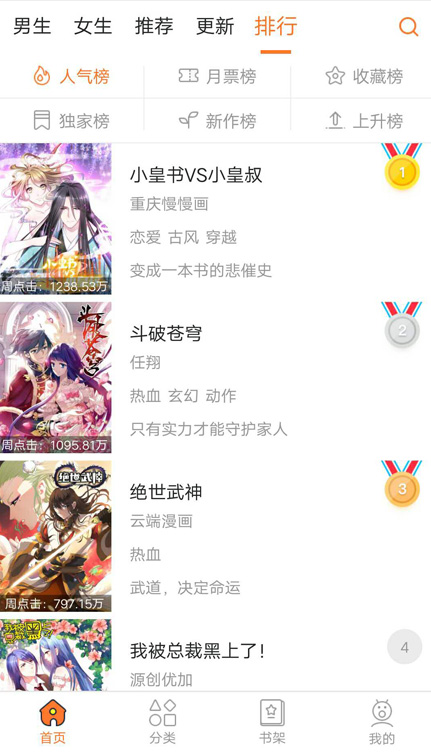 男生 女生 推荐 更新 排行
人气榜 月票榜 收藏榜
独家榜 新作榜 上升榜
小皇书VS小皇叔
1
重庆慢慢画
恋爱 古风 穿越
变成一本书的悲催史
周点击：1238.53万
斗破苍穹
斗破苍穹
2
任翔
热血 玄幻 动作
只有实力才能守护家人
周点击：1095.81万
绝世武神
绝世武神
3
云端漫画
热血
武道，决定命运
周点击：797.15万
我被总裁黑上了！
4
源创优加
首页 分类 书架 我的